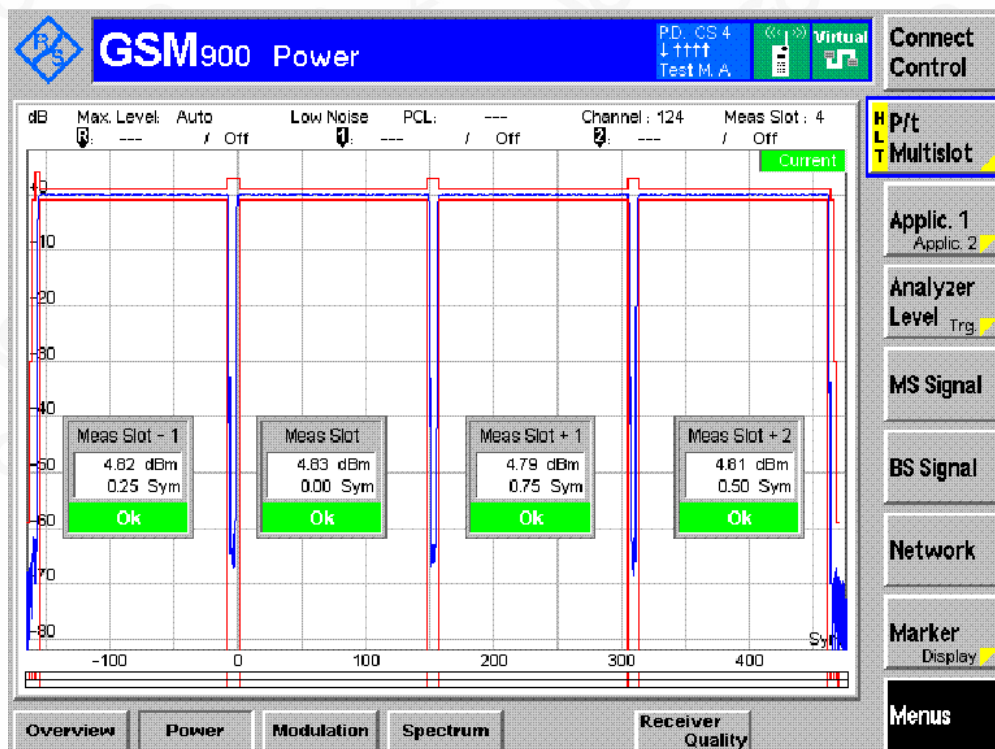 R&S
GSM900 Power
P.D. CS 4
↓ ↑↑↑↑
Test M. A
Virtual
Connect Control
dB Max. Level: Auto Low Noise PCL: --- Channel : 124 Meas Slot : 4
R: --- / Off 1: --- / Off 2: --- / Off
Current
HLT
P/t Multislot
Applic. 1
Applic. 2
Analyzer Level Trg.
MS Signal
BS Signal
Network
Marker
Display
Menus
+0
-10
-20
-30
-40
-50
-60
-70
-80
Meas Slot - 1
4.82 dBm
0.25 Sym
Ok
Meas Slot
4.83 dBm
0.00 Sym
Ok
Meas Slot + 1
4.79 dBm
0.75 Sym
Ok
Meas Slot + 2
4.81 dBm
0.50 Sym
Ok
Sym
-100 0 100 200 300 400
Overview Power Modulation Spectrum Receiver Quality